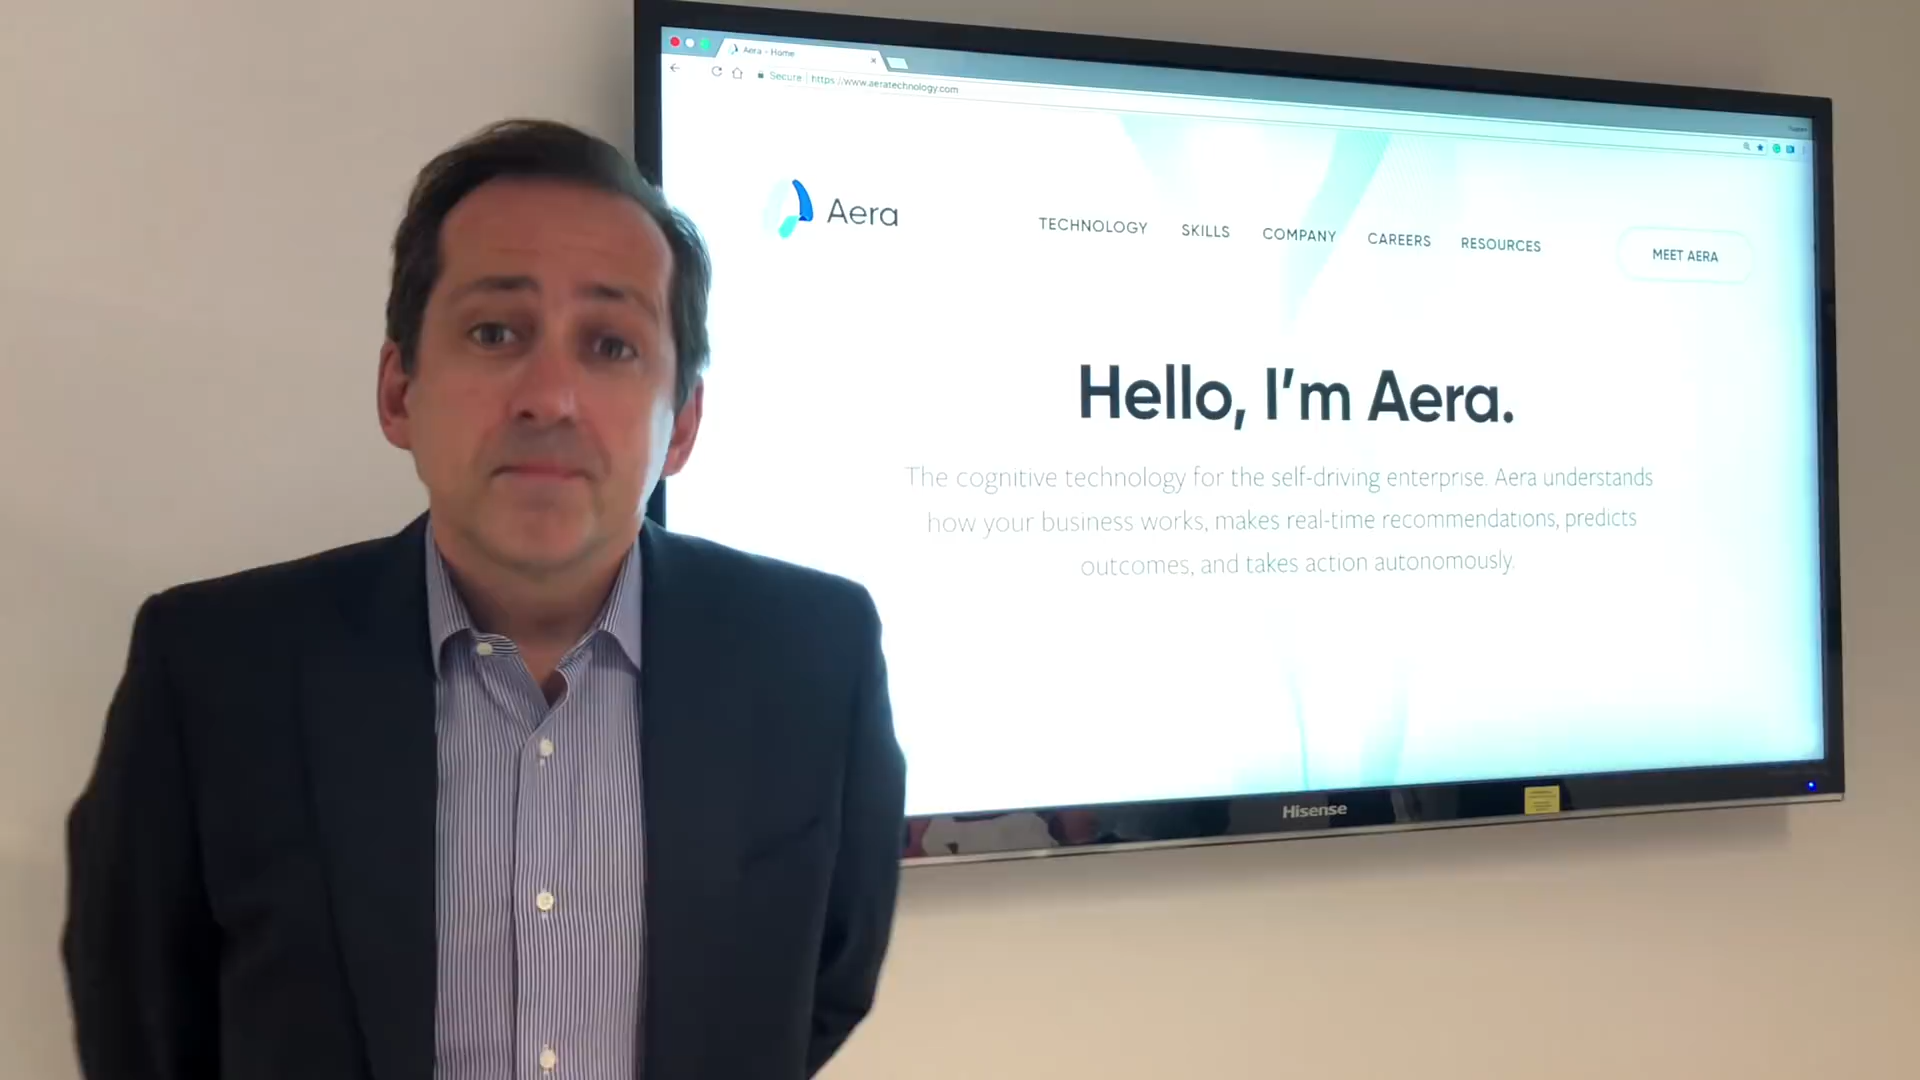 Aera - Home
Secure | https://www.aeratechnology.com
Aera
TECHNOLOGY SKILLS COMPANY CAREERS RESOURCES
MEET AERA
Hello, I'm Aera.
The cognitive technology for the self-driving enterprise. Aera understands
how your business works, makes real-time recommendations, predicts
outcomes, and takes action autonomously.
Hisense